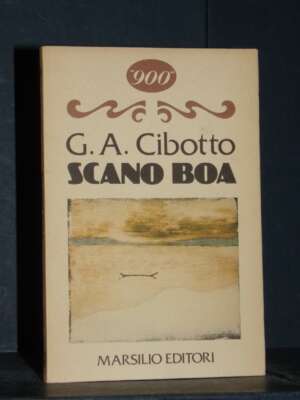 "900"
G. A. Cibotto
SCANO BOA
MARSILIO EDITORI